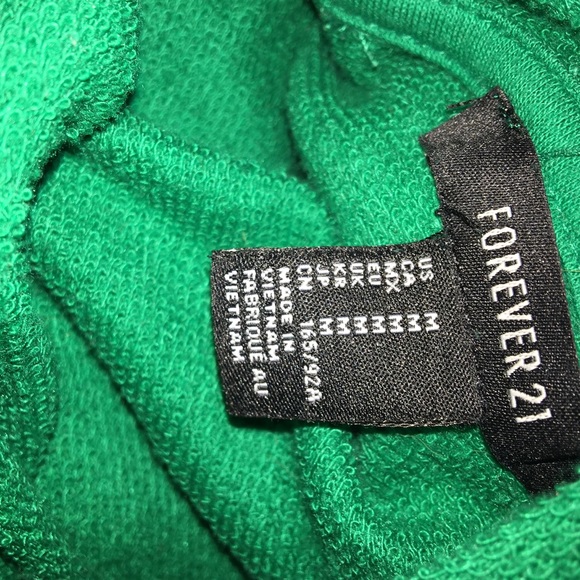 FOREVER 21
US M
CA M
MX M
EU M
UK M
KR M
JP M
CN 165/92A
MADE IN
VIETNAM
FABRIQUÉ AU
VIETNAM